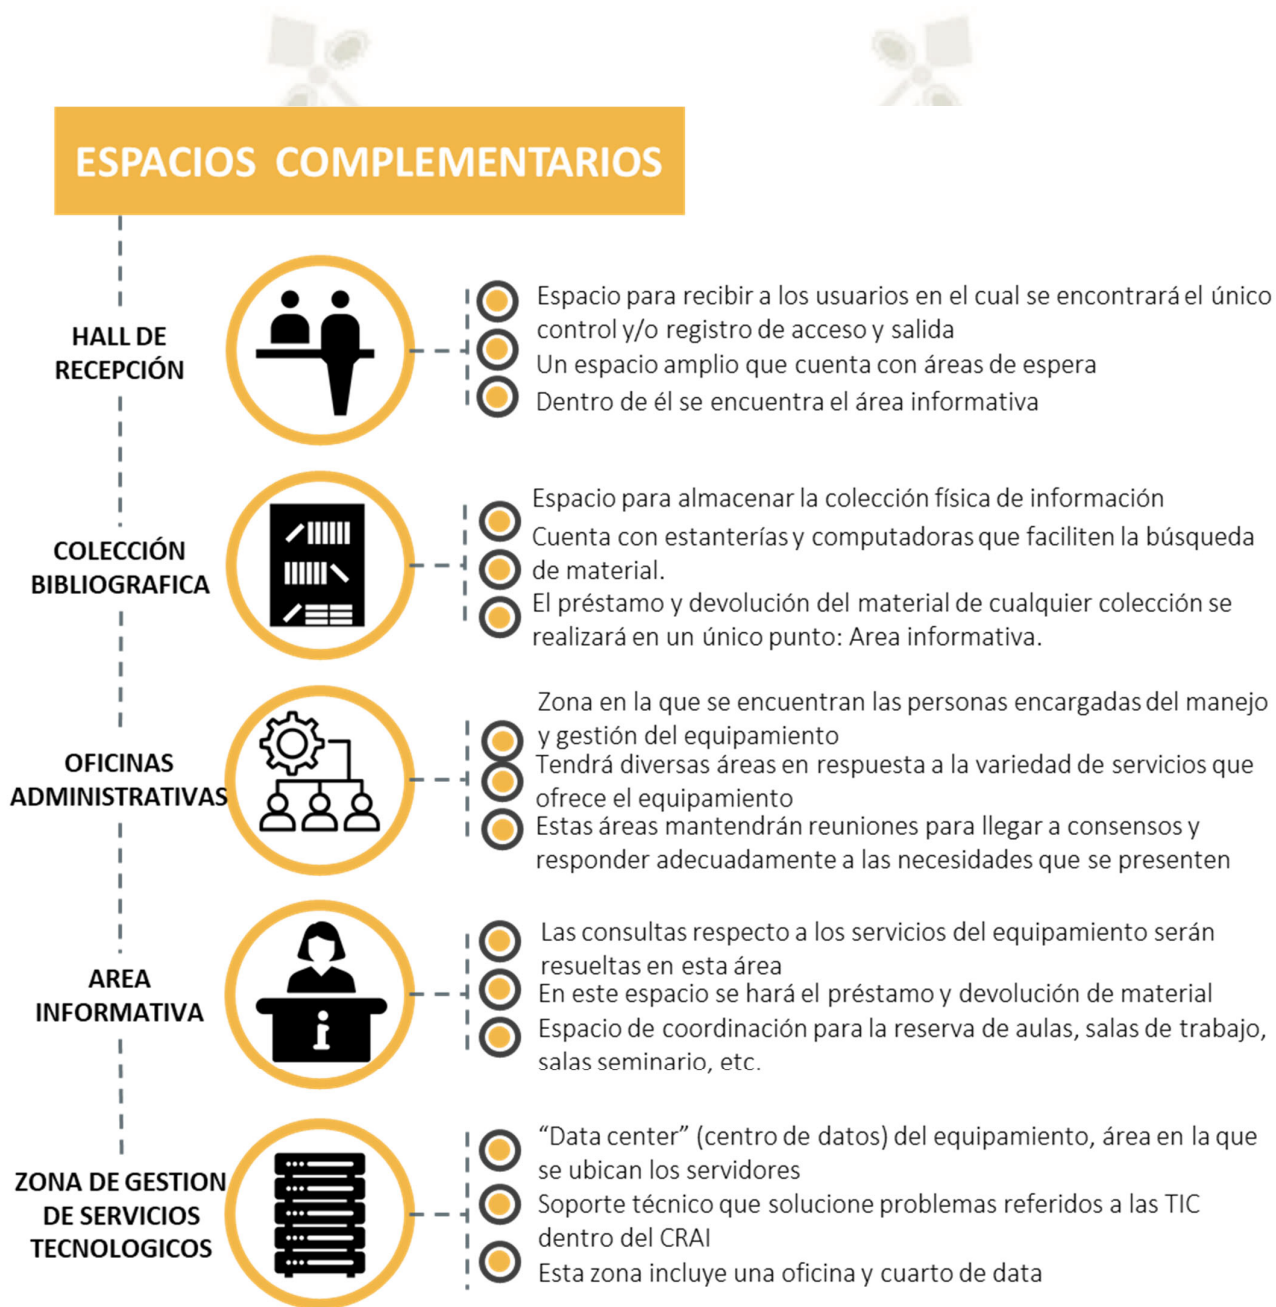 ESPACIOS COMPLEMENTARIOS
HALL DE
RECEPCIÓN
Espacio para recibir a los usuarios en el cual se encontrará el único
control y/o registro de acceso y salida
Un espacio amplio que cuenta con áreas de espera
Dentro de él se encuentra el área informativa
COLECCIÓN
BIBLIOGRAFICA
Espacio para almacenar la colección física de información
Cuenta con estanterías y computadoras que faciliten la búsqueda
de material.
El préstamo y devolución del material de cualquier colección se
realizará en un único punto: Area informativa.
OFICINAS
ADMINISTRATIVAS
Zona en la que se encuentran las personas encargadas del manejo
y gestión del equipamiento
Tendrá diversas áreas en respuesta a la variedad de servicios que
ofrece el equipamiento
Estas áreas mantendrán reuniones para llegar a consensos y
responder adecuadamente a las necesidades que se presenten
AREA
INFORMATIVA
i
Las consultas respecto a los servicios del equipamiento serán
resueltas en esta área
En este espacio se hará el préstamo y devolución de material
Espacio de coordinación para la reserva de aulas, salas de trabajo,
salas seminario, etc.
ZONA DE GESTION
DE SERVICIOS
TECNOLOGICOS
“Data center” (centro de datos) del equipamiento, área en la que
se ubican los servidores
Soporte técnico que solucione problemas referidos a las TIC
dentro del CRAI
Esta zona incluye una oficina y cuarto de data